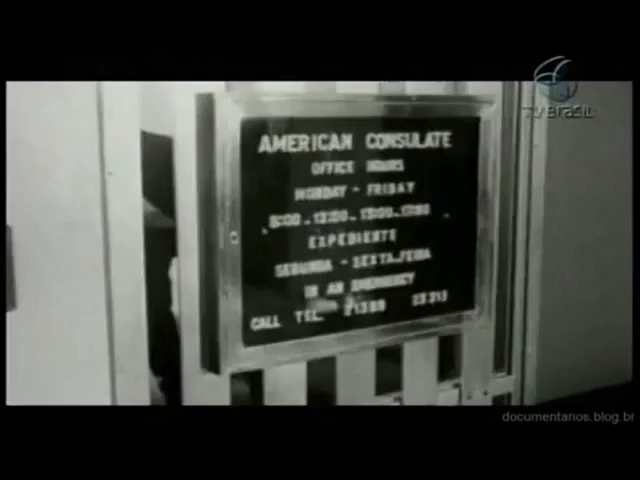 TV BRASIL
AMERICAN CONSULATE
OFFICE HOURS
MONDAY - FRIDAY
EXPEDIENTE
SEGUNDA - SEXTA-FEIRA
IN AN EMERGENCY
CALL TEL.
documentarios.blog.br